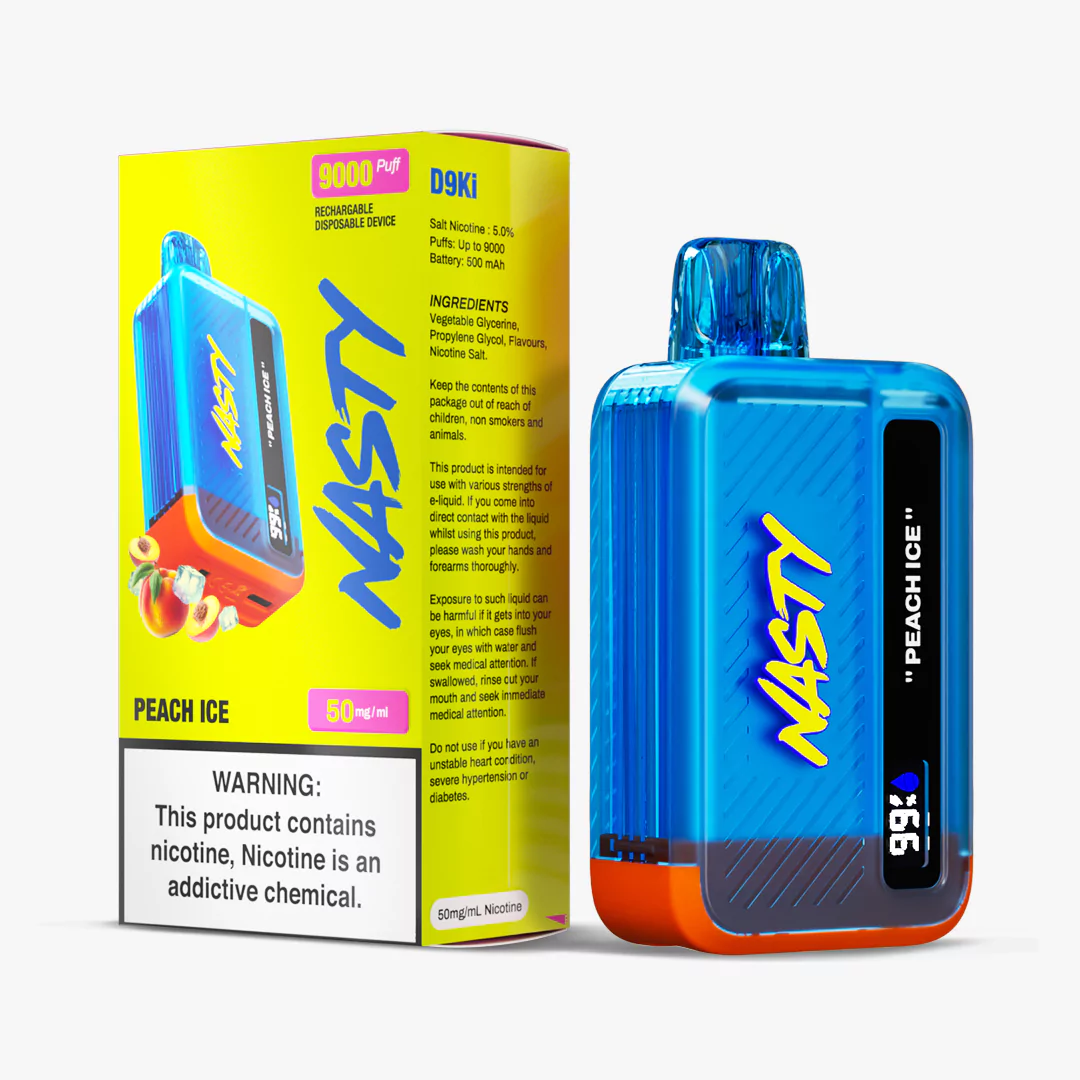 9000 Puff
RECHARGABLE
DISPOSABLE DEVICE
NASTY
NASTY
" PEACH ICE "
99%
PEACH ICE
50 mg/ml
WARNING:
This product contains
nicotine, Nicotine is an
addictive chemical.
D9Ki
Salt Nicotine : 5.0%
Puffs: Up to 9000
Battery: 500 mAh
INGREDIENTS
Vegetable Glycerine,
Propylene Glycol, Flavours,
Nicotine Salt.
Keep the contents of this
package out of reach of
children, non smokers and
animals.
This product is intended for
use with various strengths of
e-liquid. If you come into
direct contact with the liquid
whilst using this product,
please wash your hands and
forearms thoroughly.
Exposure to such liquid can
be harmful if it gets into your
eyes, in which case flush
your eyes with water and
seek medical attention. If
swallowed, rinse cut your
mouth and seek immediate
medical attention.
Do not use if you have an
unstable heart condition,
severe hypertension or
diabetes.
50mg/mL Nicotine
NASTY
" PEACH ICE "
99%